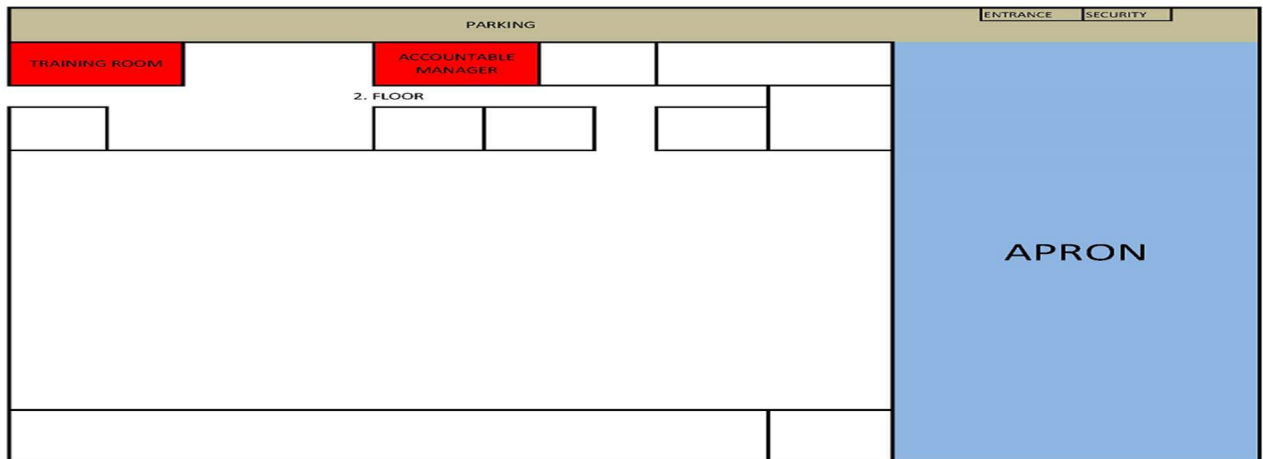 PARKING
ENTRANCE
SECURITY
TRAINING ROOM
ACCOUNTABLE
MANAGER
2. FLOOR
APRON